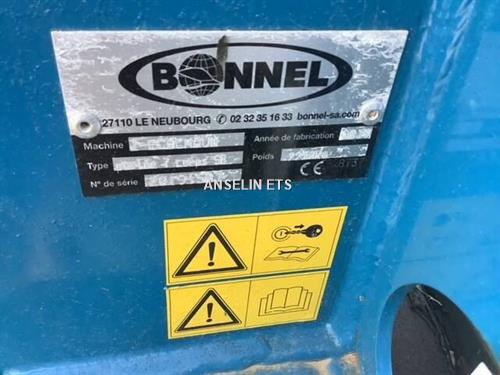 BONNEL
27110 LE NEUBOURG ✆ 02 32 35 16 33 bonnel-sa.com
Machine Année de fabrication
Type Poids
N° de série CE
ANSELIN ETS